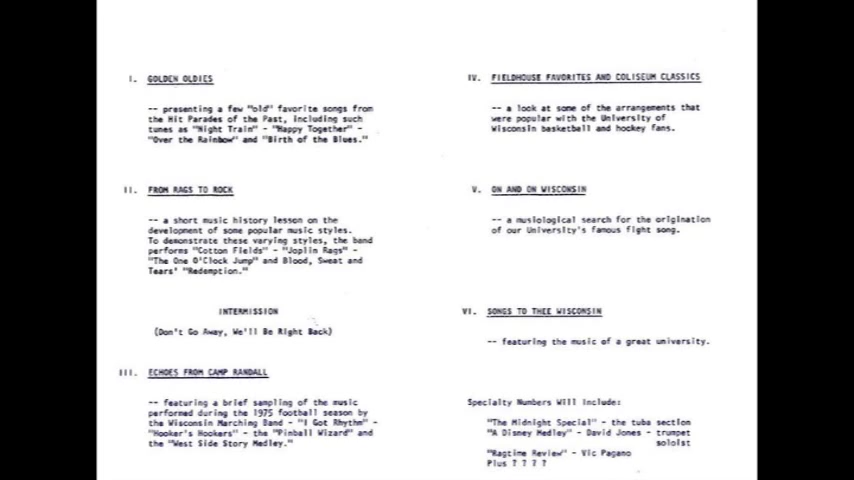 I. GOLDEN OLDIES
-- presenting a few "old" favorite songs from
the Hit Parades of the Past, including such
tunes as "Night Train" - "Happy Together" -
"Over the Rainbow" and "Birth of the Blues."
II. FROM RAGS TO ROCK
-- a short music history lesson on the
development of some popular music styles.
To demonstrate these varying styles, the band
performs "Cotton Fields" - "Joplin Rags" -
"The One O'Clock Jump" and Blood, Sweat and
Tears' "Redemption."
INTERMISSION
(Don't Go Away, We'll Be Right Back)
III. ECHOES FROM CAMP RANDALL
-- featuring a brief sampling of the music
performed during the 1975 football season by
the Wisconsin Marching Band - "I Got Rhythm" -
"Hooker's Hookers" - the "Pinball Wizard" and
the "West Side Story Medley."
IV. FIELDHOUSE FAVORITES AND COLISEUM CLASSICS
-- a look at some of the arrangements that
were popular with the University of
Wisconsin basketball and hockey fans.
V. ON AND ON WISCONSIN
-- a musiological search for the origination
of our University's famous fight song.
VI. SONGS TO THEE WISCONSIN
-- featuring the music of a great university.
Specialty Numbers Will Include:
"The Midnight Special" - the tuba section
"A Disney Medley" - David Jones - trumpet
soloist
"Ragtime Review" - Vic Pagano
Plus ? ? ? ?